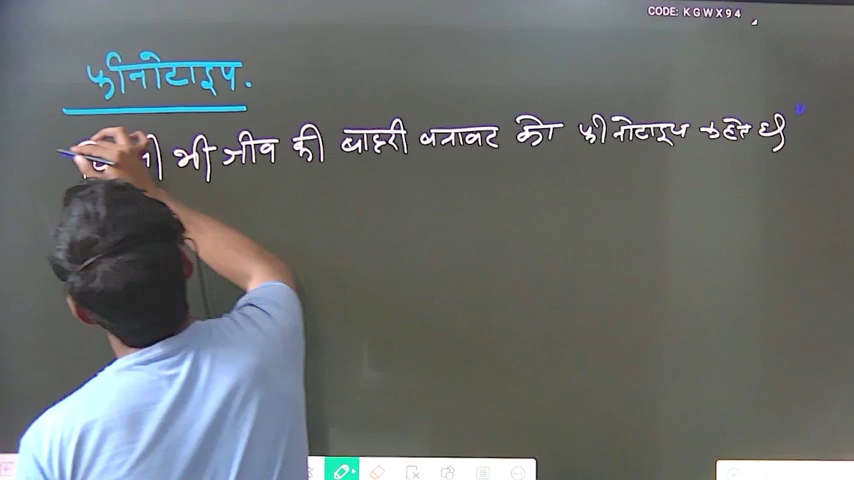 CODE: KGWX94
फीनोटाइप.
भी जीव की बाहरी बनावट को फीनोटाइप कहते हैं